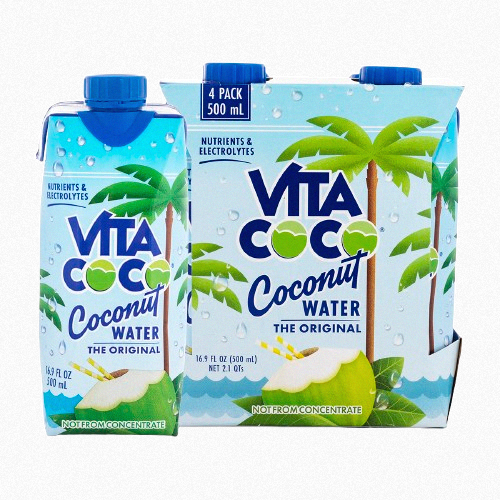 NUTRIENTS &
ELECTROLYTES
VITA
COCO
Coconut
WATER
THE ORIGINAL
16.9 FL OZ
500 mL
NOT FROM CONCENTRATE
4 PACK
500 mL
NUTRIENTS &
ELECTROLYTES
VITA
COCO
Coconut
WATER
THE ORIGINAL
16.9 FL OZ (500 mL)
NET 2.1 QTs
NOT FROM CONCENTRATE